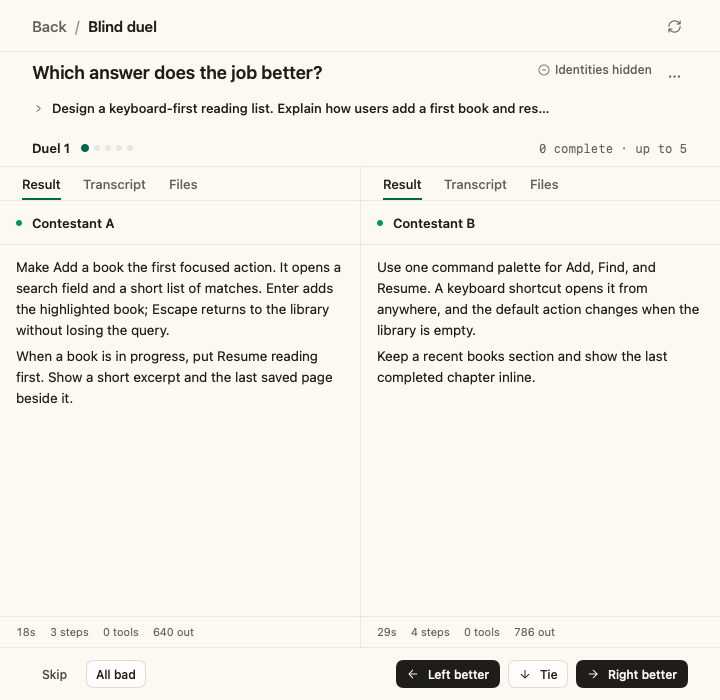 Back / Blind duel
Which answer does the job better?
Identities hidden
...
Design a keyboard-first reading list. Explain how users add a first book and res...
Duel 1
0 complete · up to 5
Result Transcript Files
Contestant A
Make Add a book the first focused action. It opens a
search field and a short list of matches. Enter adds
the highlighted book; Escape returns to the library
without losing the query.
When a book is in progress, put Resume reading
first. Show a short excerpt and the last saved page
beside it.
18s 3 steps 0 tools 640 out
Result Transcript Files
Contestant B
Use one command palette for Add, Find, and
Resume. A keyboard shortcut opens it from
anywhere, and the default action changes when the
library is empty.
Keep a recent books section and show the last
completed chapter inline.
29s 4 steps 0 tools 786 out
Skip
All bad
← Left better
↓ Tie
→ Right better